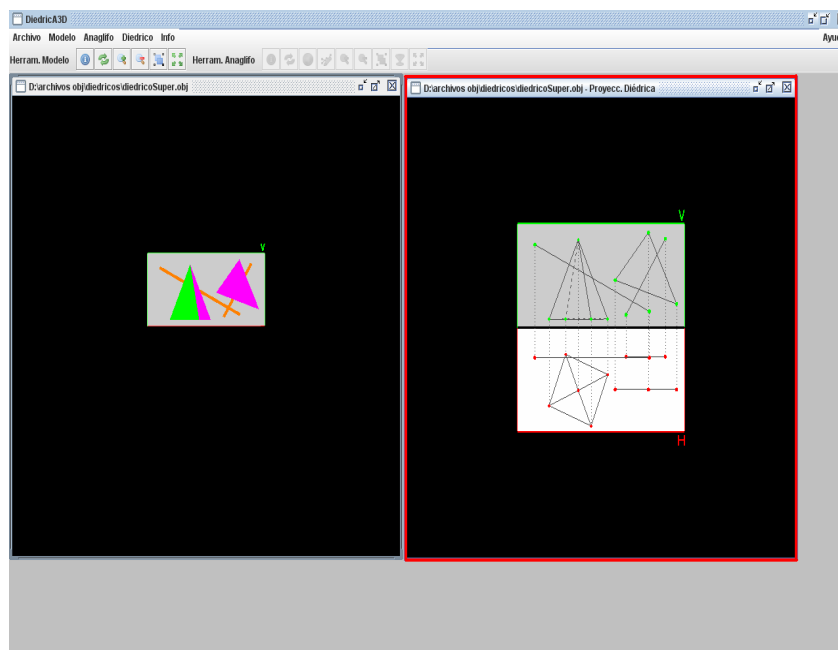 DiedricA3D
Archivo Modelo Anaglifo Diedrico Info
Herram. Modelo Herram. Anaglifo
D:\archivos obj\diedricos\diedricoSuper.obj
D:\archivos obj\diedricos\diedricoSuper.obj - Proyecc. Diédrica
V
V
H